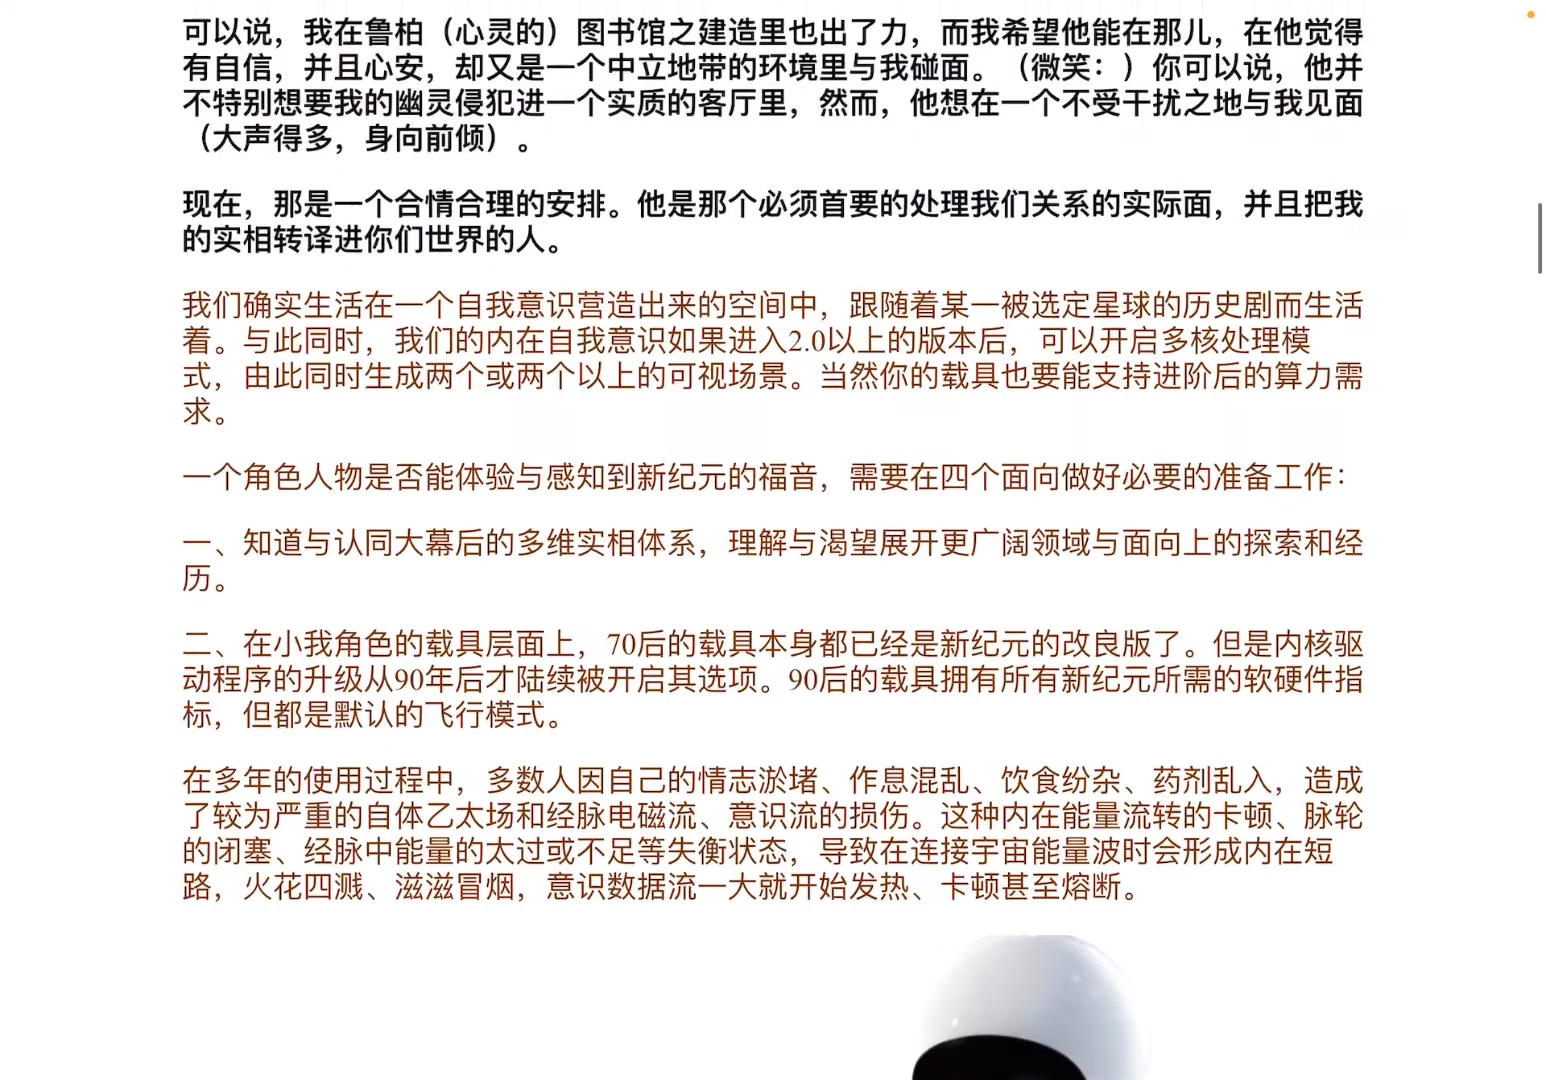 可以说，我在鲁柏（心灵的）图书馆之建造里也出了力，而我希望他能在那儿，在他觉得
有自信，并且心安，却又是一个中立地带的环境里与我碰面。（微笑：）你可以说，他并
不特别想要我的幽灵侵犯进一个实质的客厅里，然而，他想在一个不受干扰之地与我见面
（大声得多，身向前倾）。
现在，那是一个合情合理的安排。他是那个必须首要的处理我们关系的实际面，并且把我
的实相转译进你们世界的人。
我们确实生活在一个自我意识营造出来的空间中，跟随着某一被选定星球的历史剧而生活
着。与此同时，我们的内在自我意识如果进入2.0以上的版本后，可以开启多核处理模
式，由此同时生成两个或两个以上的可视场景。当然你的载具也要能支持进阶后的算力需
求。
一个角色人物是否能体验与感知到新纪元的福音，需要在四个面向做好必要的准备工作：
一、知道与认同大幕后的多维实相体系，理解与渴望展开更广阔领域与面向上的探索和经
历。
二、在小我角色的载具层面上，70后的载具本身都已经是新纪元的改良版了。但是内核驱
动程序的升级从90年后才陆续被开启其选项。90后的载具拥有所有新纪元所需的软硬件指
标，但都是默认的飞行模式。
在多年的使用过程中，多数人因自己的情志淤堵、作息混乱、饮食纷杂、药剂乱入，造成
了较为严重的自体乙太场和经脉电磁流、意识流的损伤。这种内在能量流转的卡顿、脉轮
的闭塞、经脉中能量的太过或不足等失衡状态，导致在连接宇宙能量波时会形成内在短
路，火花四溅、滋滋冒烟，意识数据流一大就开始发热、卡顿甚至熔断。